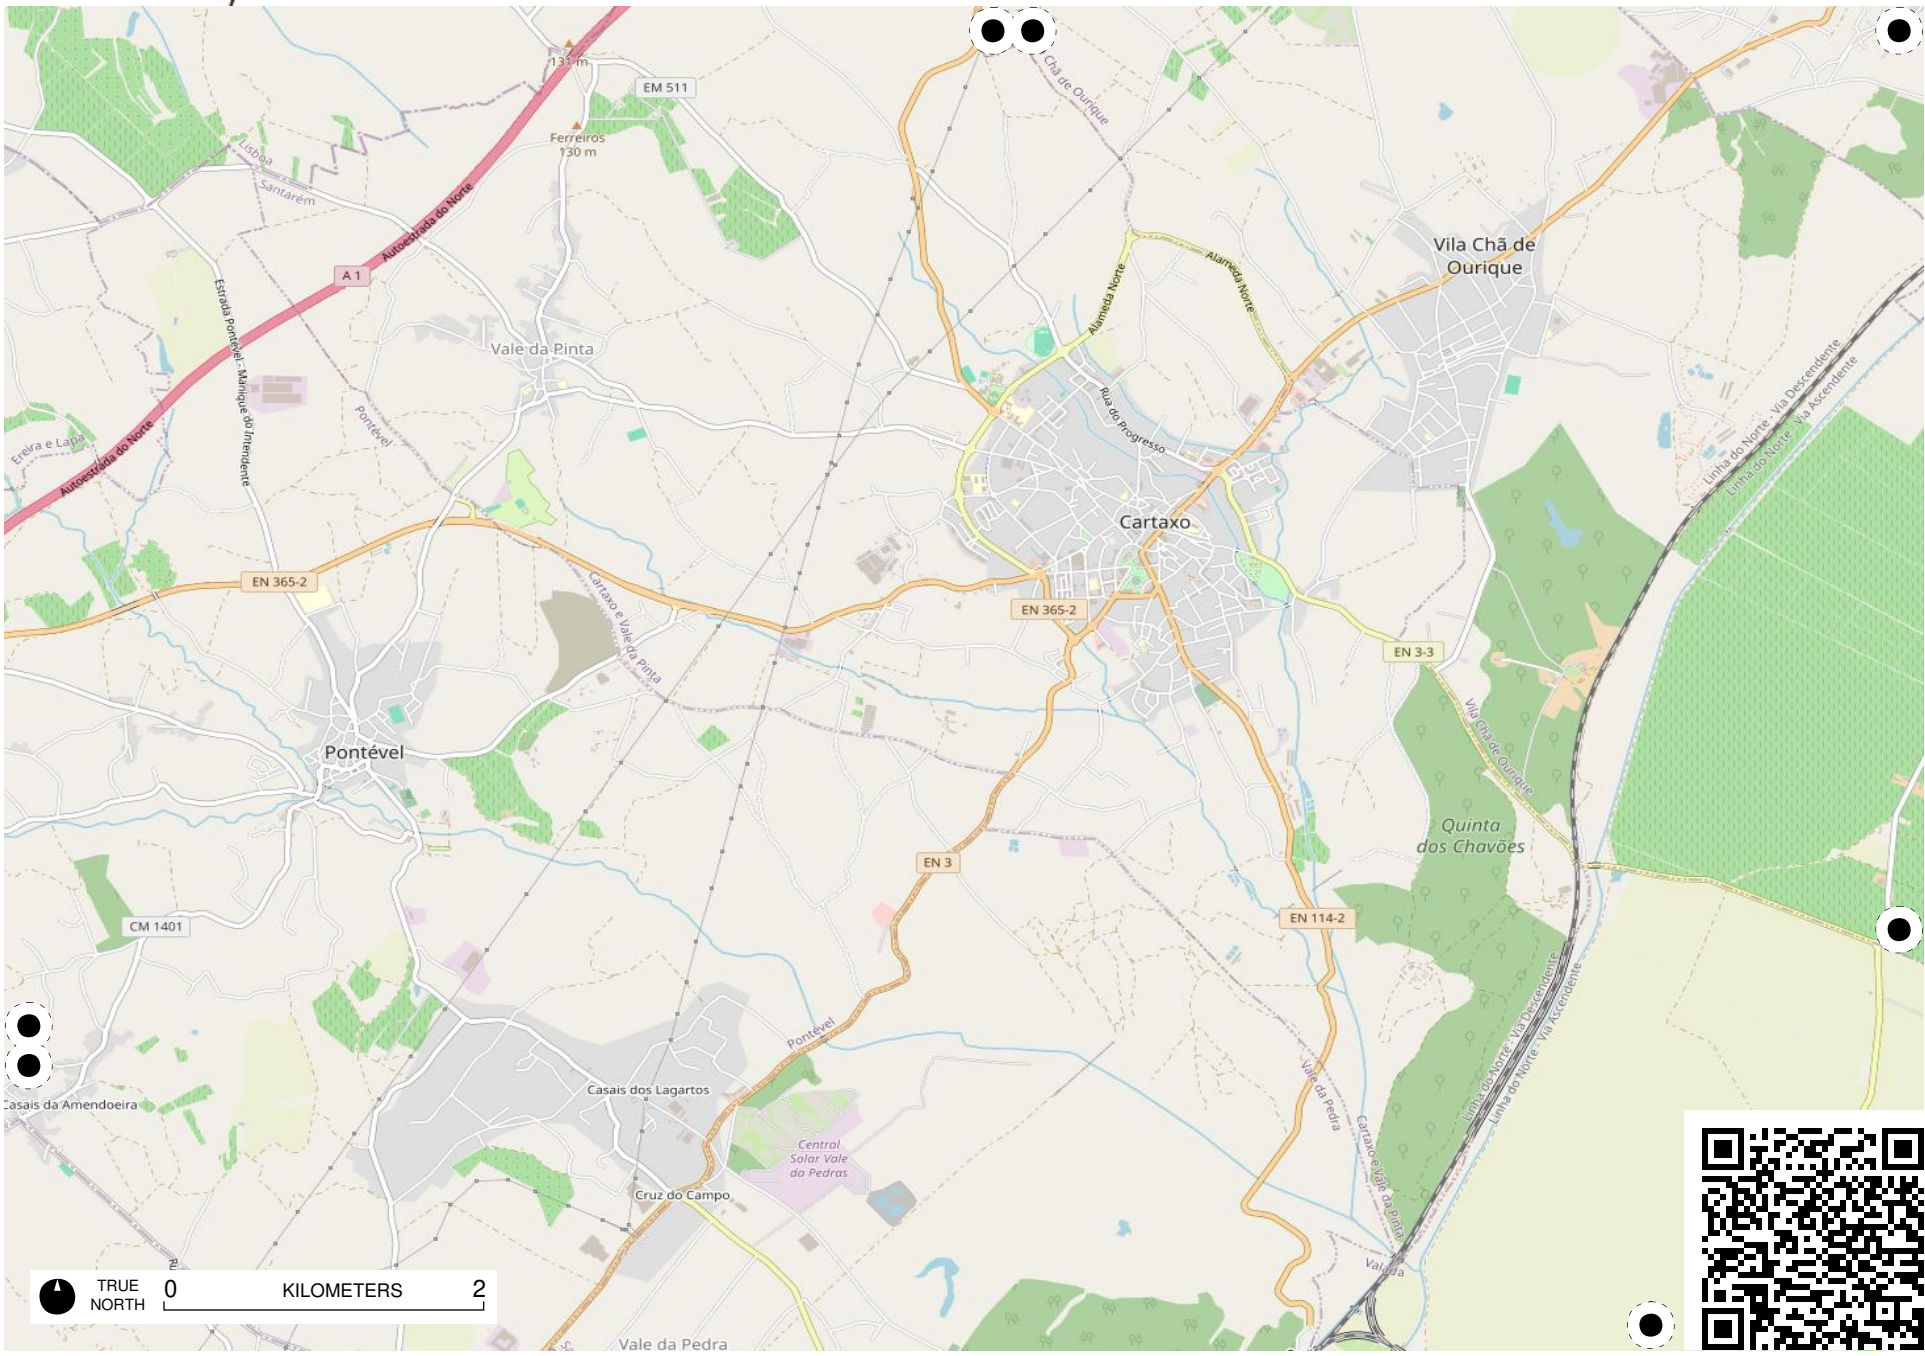 131 m
EM 511
Chã de Ourique
Ferreiros
130 m
Lisboa
Santarém
Autoestrada do Norte
A 1
Vila Chã de
Ourique
Alameda Norte
Alameda Norte
Estrada Pontével - Manique do Intendente
Vale da Pinta
Linha do Norte - Via Descendente
Linha do Norte - Via Ascendente
Pontével
Rua do Progresso
Ereira e Lapa
Autoestrada do Norte
Cartaxo
EN 365-2
Cartaxo e Vale da Pinta
EN 365-2
EN 3-3
Vila Chã de Ourique
Pontével
Quinta
dos Chavões
EN 3
EN 114-2
CM 1401
Linha do Norte - Via Descendente
Linha do Norte - Via Ascendente
Pontével
Vale da Pedra
Cartaxo e Vale da Pinta
Casais dos Lagartos
Casais da Amendoeira
Central
Solar Vale
da Pedras
Cruz do Campo
Valada
TRUE
NORTH
0 KILOMETERS 2
Vale da Pedra